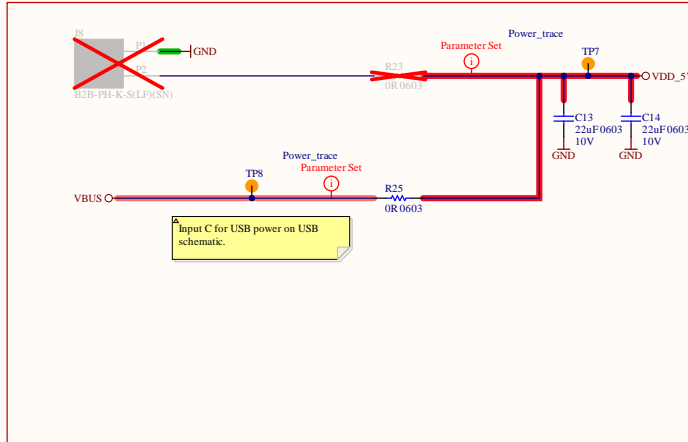 J8
P1
GND
P2
B2B-PH-K-S(LF)(SN)
R23
0R 0603
Parameter Set
i
Power_trace
TP7
VDD_5V
C13
22uF 0603
10V
GND
C14
22uF 0603
10V
GND
Power_trace
Parameter Set
i
TP8
VBUS
R25
0R 0603
Input C for USB power on USB
schematic.